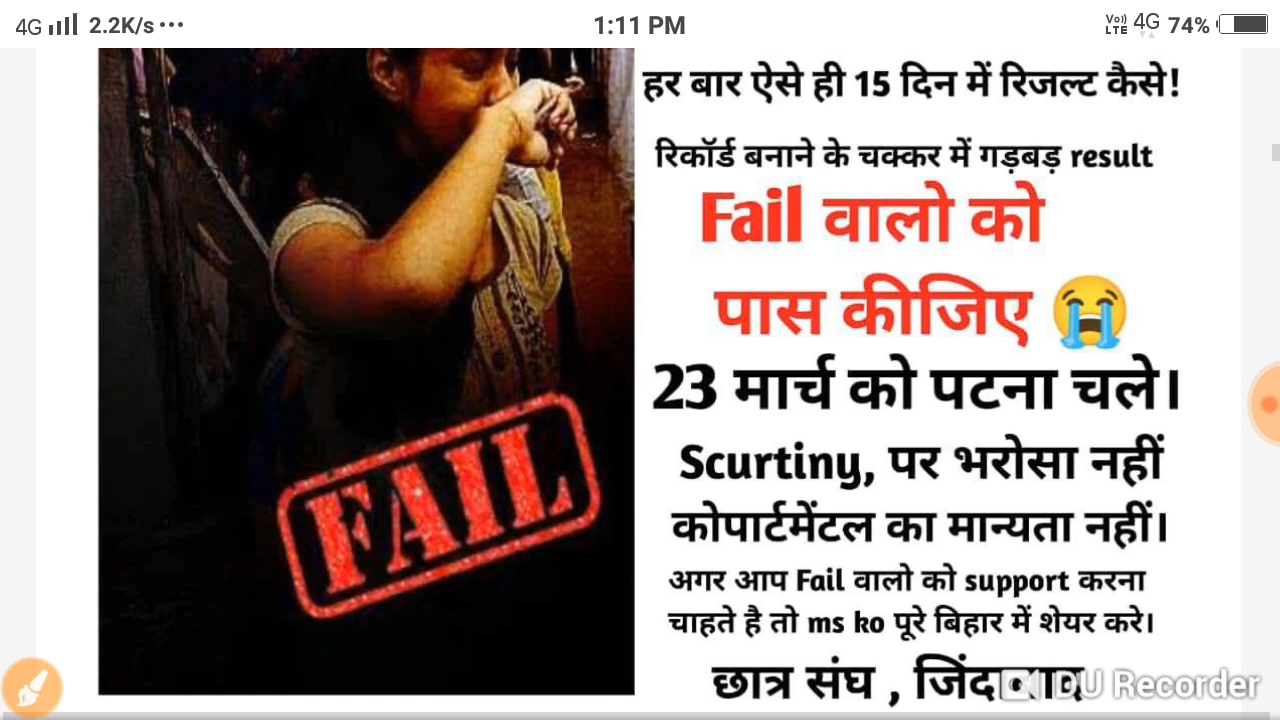 4G 2.2K/s ••• 1:11 PM Vo)) LTE 4G 74%
हर बार ऐसे ही 15 दिन में रिजल्ट कैसे!
रिकॉर्ड बनाने के चक्कर में गड़बड़ result
Fail वालो को
पास कीजिए 😭
23 मार्च को पटना चले।
Scurtiny, पर भरोसा नहीं
कोपार्टमेंटल का मान्यता नहीं।
अगर आप Fail वालो को support करना
चाहते है तो ms ko पूरे बिहार में शेयर करे।
छात्र संघ , जिंदाबाद
DU Recorder
FAIL